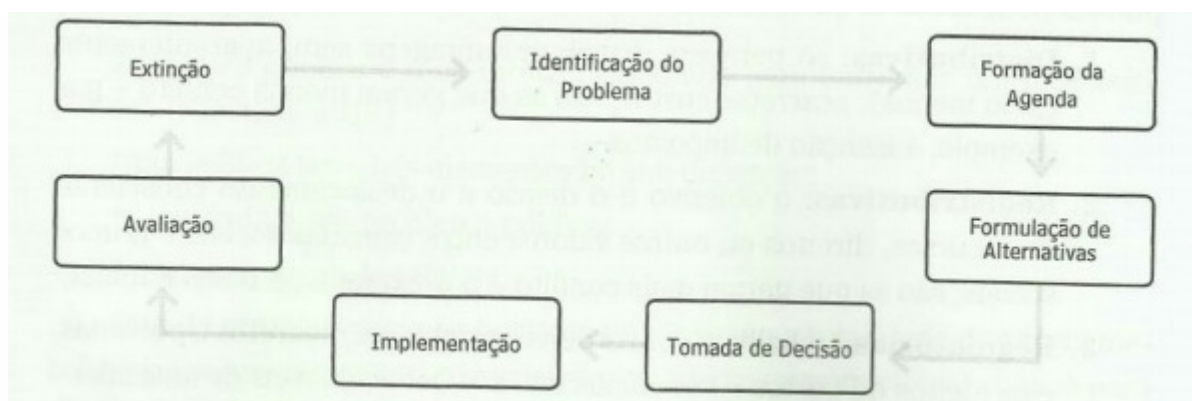 Extinção
Identificação do
Problema
Formação da
Agenda
Avaliação
Formulação de
Alternativas
Implementação
Tomada de Decisão